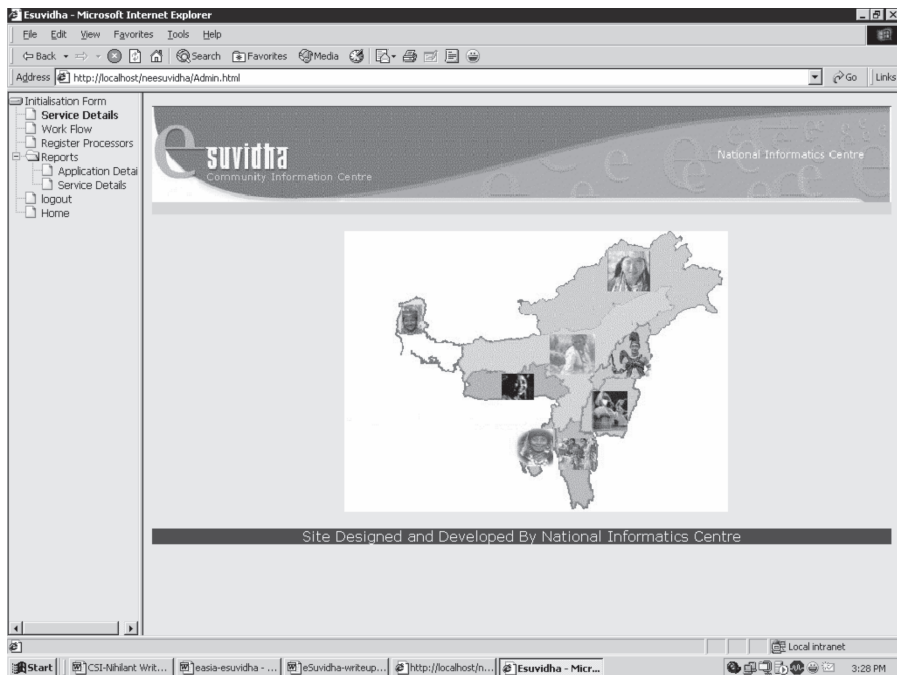 Esuvidha - Microsoft Internet Explorer
File Edit View Favorites Tools Help
Back Search Favorites Media
Address http://localhost/neesuvidha/Admin.html Go Links
Initialisation Form
Service Details
Work Flow
Register Processors
Reports
Application Detai
Service Details
logout
Home
e suvidha
Community Information Centre
National Informatics Centre
Site Designed and Developed By National Informatics Centre
Local intranet
Start CSI-Nihilant Writ... easia-esuvidha - ... eSuvidha-writeup... http://localhost/n... Esuvidha - Micr... 3:28 PM